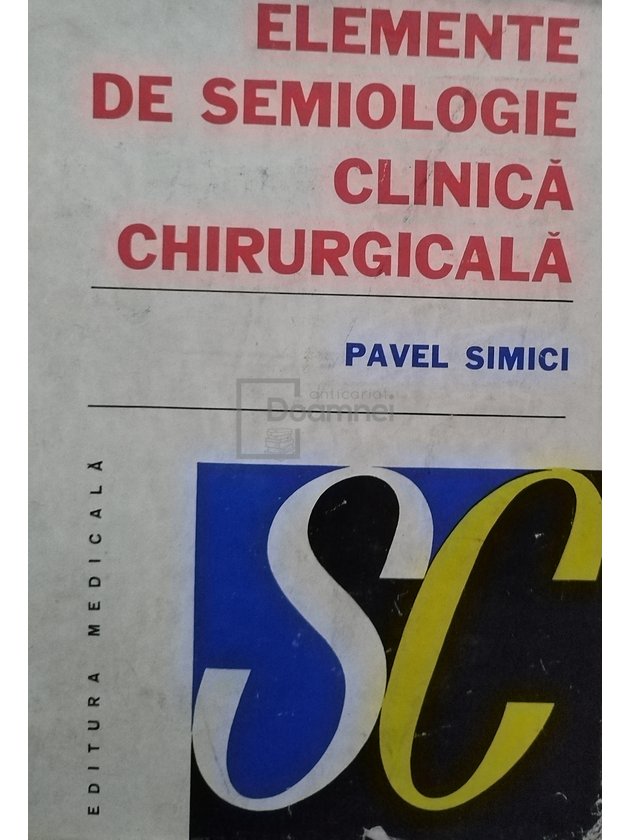 ELEMENTE
DE SEMIOLOGIE
CLINICĂ
CHIRURGICALĂ
PAVEL SIMICI
anticariat
Doamnei
EDITURA MEDICALĂ
SC